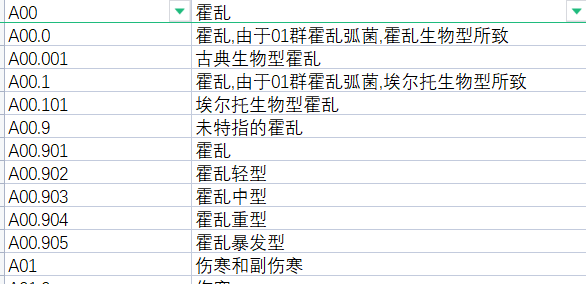 A00 霍乱
A00.0 霍乱,由于01群霍乱弧菌,霍乱生物型所致
A00.001 古典生物型霍乱
A00.1 霍乱,由于01群霍乱弧菌,埃尔托生物型所致
A00.101 埃尔托生物型霍乱
A00.9 未特指的霍乱
A00.901 霍乱
A00.902 霍乱轻型
A00.903 霍乱中型
A00.904 霍乱重型
A00.905 霍乱暴发型
A01 伤寒和副伤寒